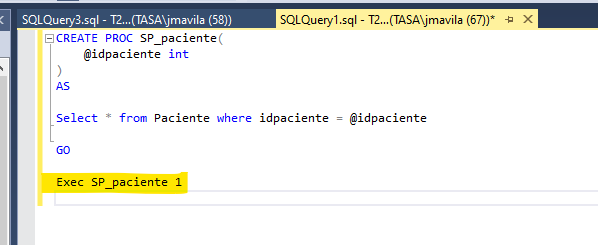 SQLQuery3.sql - T2...(TASA\jmavila (58))
SQLQuery1.sql - T2...(TASA\jmavila (67))*
CREATE PROC SP_paciente(
@idpaciente int
)
AS
Select * from Paciente where idpaciente = @idpaciente
GO
Exec SP_paciente 1